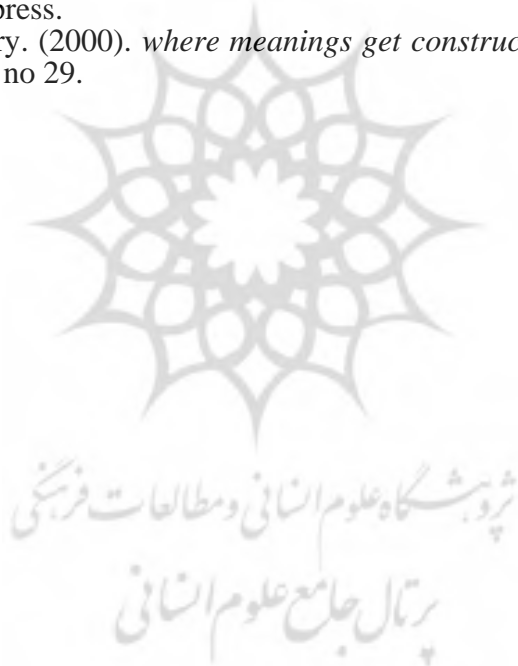 press.
ry. (2000). where meanings get construc
no 29.
پژوهشگاه علوم انسانی و مطالعات فرهنگی
پرتال جامع علوم انسانی